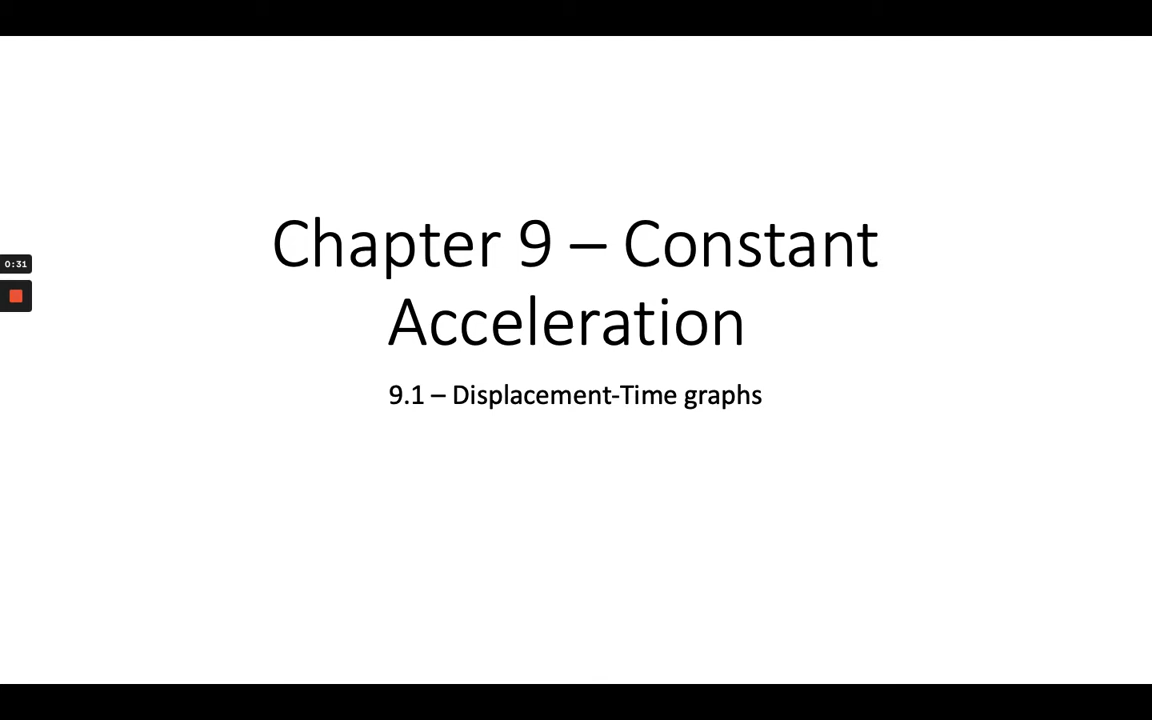 Chapter 9 – Constant
Acceleration
0:31
9.1 – Displacement-Time graphs